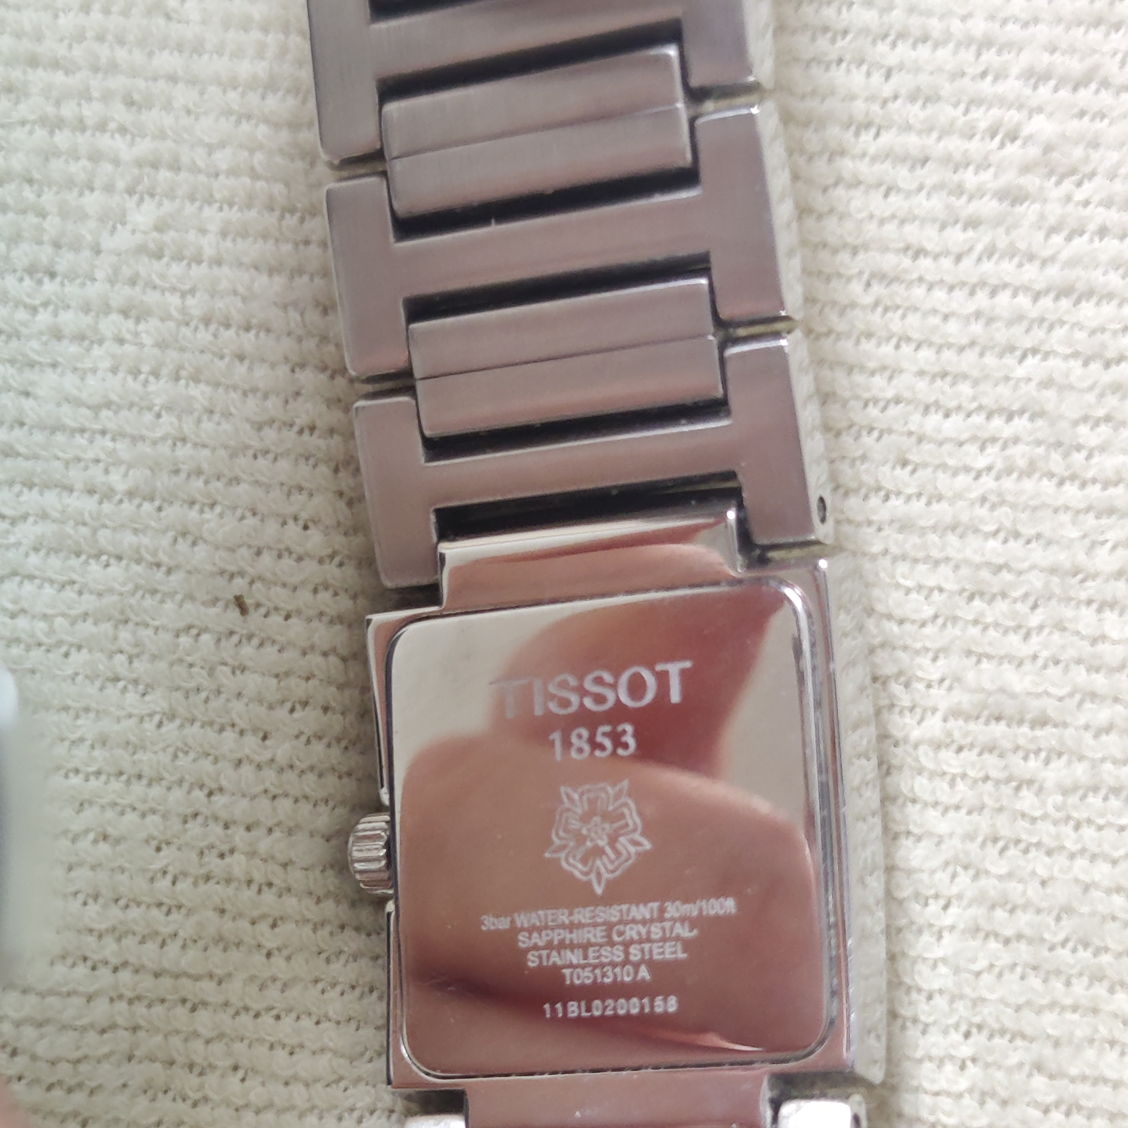 TISSOT
1853
3bar WATER-RESISTANT 30m/100ft
SAPPHIRE CRYSTAL
STAINLESS STEEL
T051310 A
11BL0200158